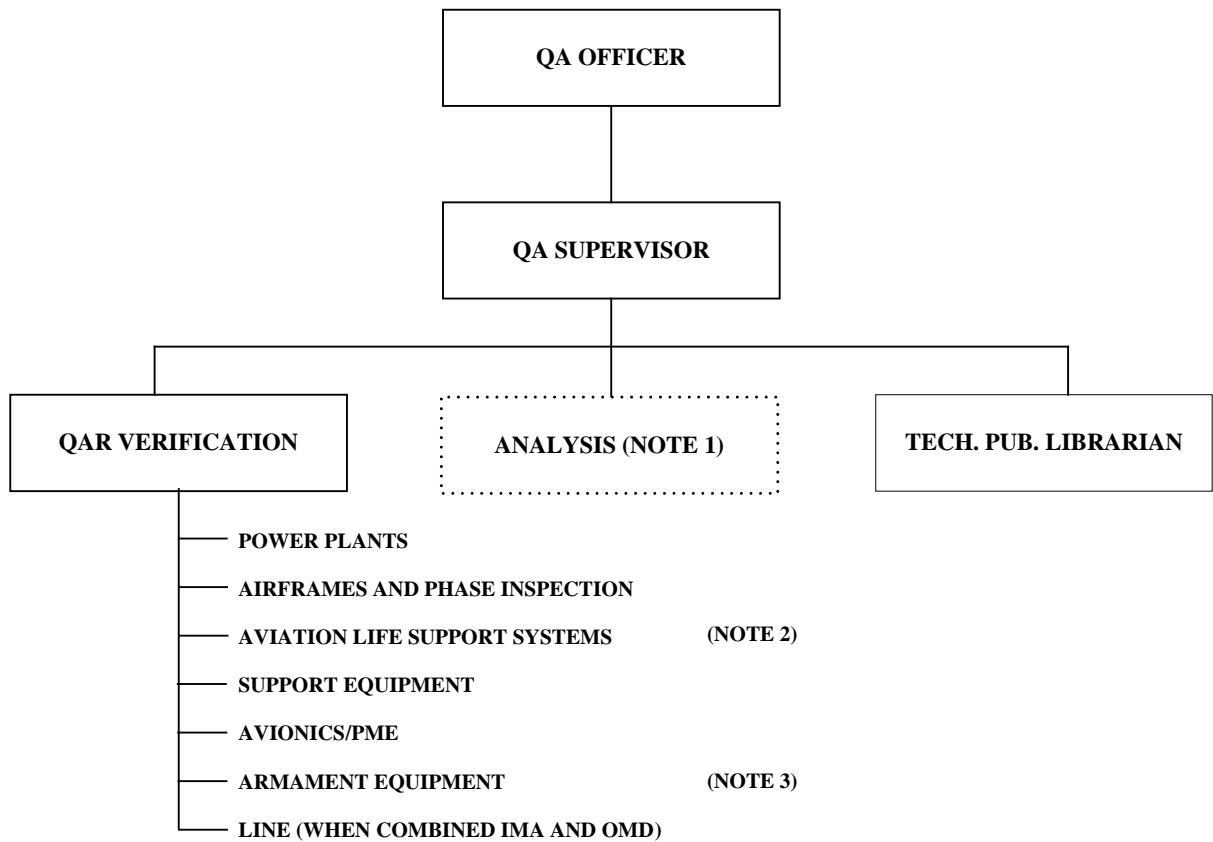 QA OFFICER
QA SUPERVISOR
QAR VERIFICATION
ANALYSIS (NOTE 1)
TECH. PUB. LIBRARIAN
POWER PLANTS
AIRFRAMES AND PHASE INSPECTION
AVIATION LIFE SUPPORT SYSTEMS (NOTE 2)
SUPPORT EQUIPMENT
AVIONICS/PME
ARMAMENT EQUIPMENT (NOTE 3)
LINE (WHEN COMBINED IMA AND OMD)